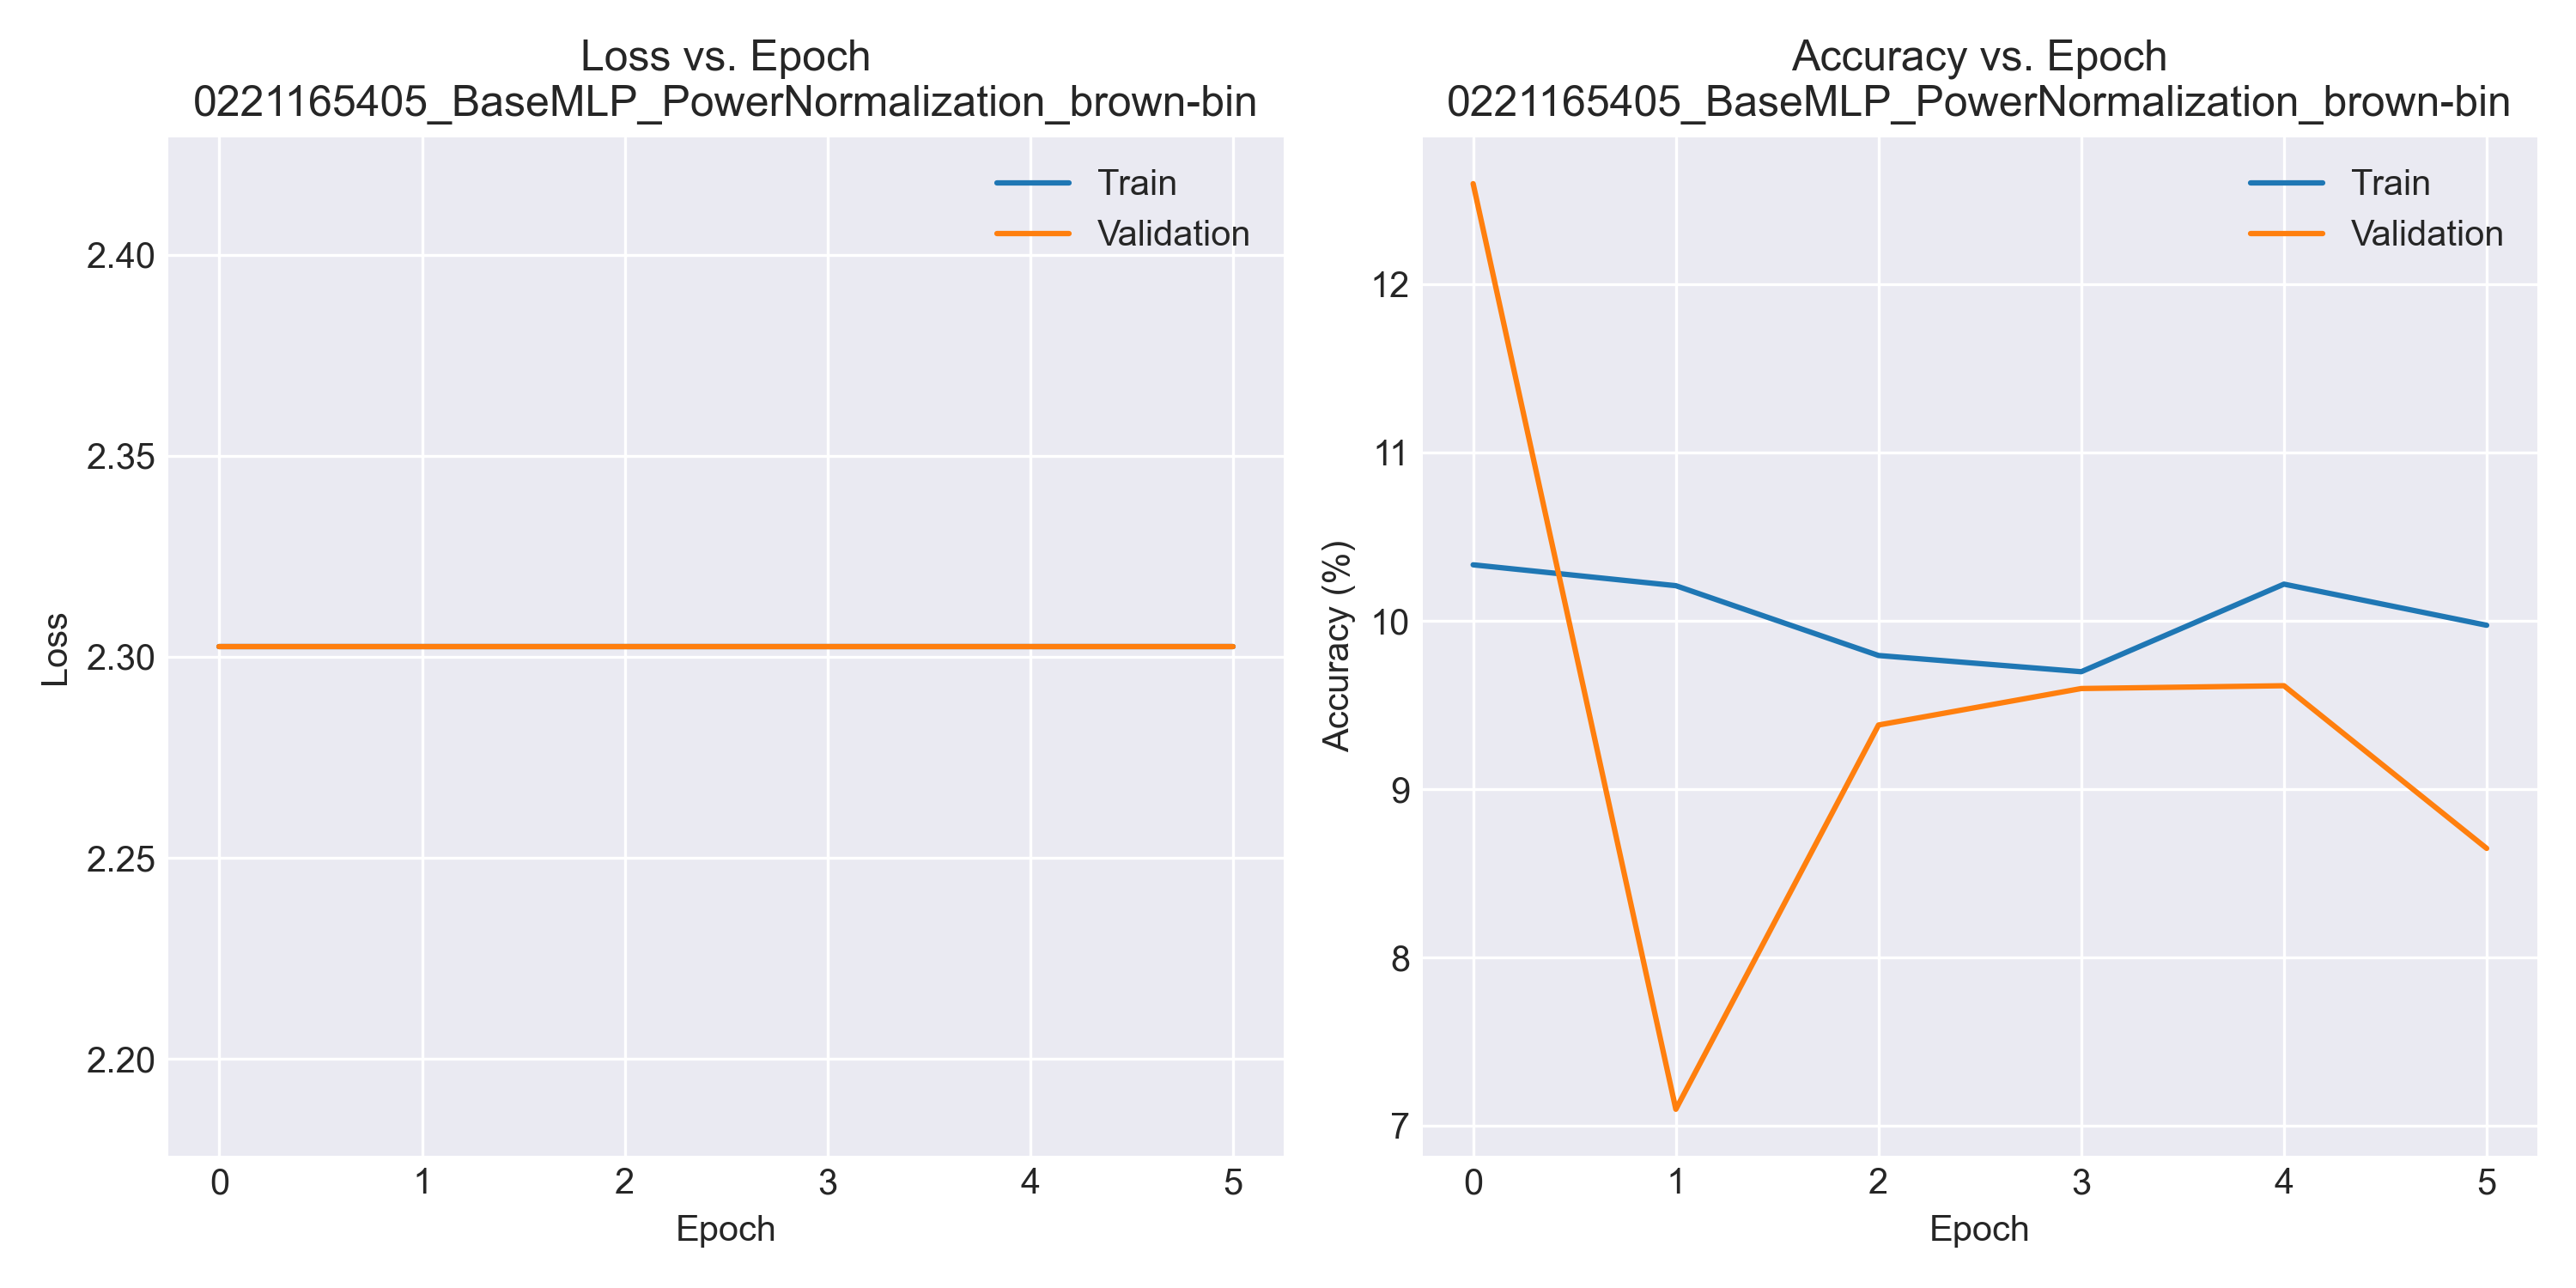 Loss vs. Epoch
0221165405_BaseMLP_PowerNormalization_brown-bin
Train
Validation
2.40
2.35
2.30
2.25
2.20
Loss
0 1 2 3 4 5
Epoch
Accuracy vs. Epoch
0221165405_BaseMLP_PowerNormalization_brown-bin
Train
Validation
12
11
10
9
8
7
Accuracy (%)
0 1 2 3 4 5
Epoch